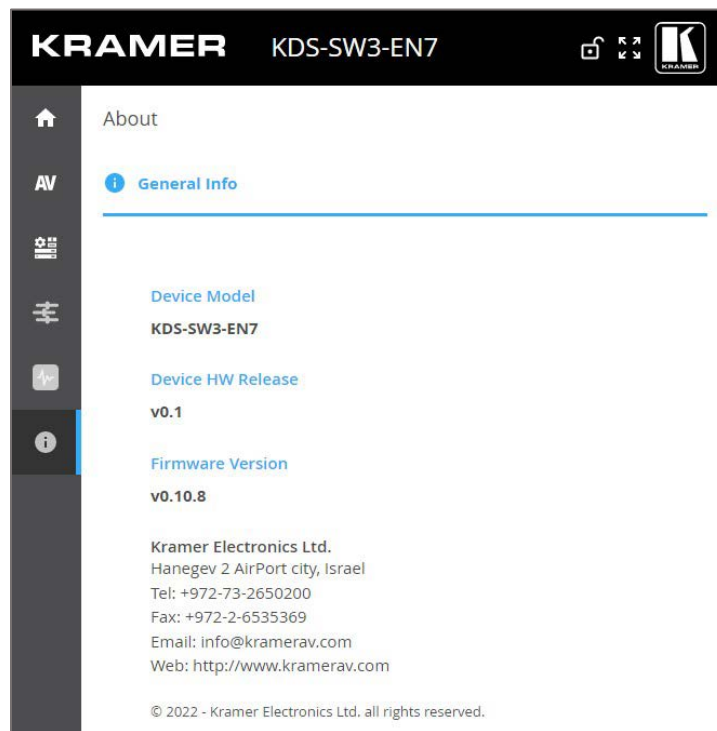 KRAMER KDS-SW3-EN7
KRAMER
About
AV
General Info
Device Model
KDS-SW3-EN7
Device HW Release
v0.1
Firmware Version
v0.10.8
Kramer Electronics Ltd.
Hanegev 2 AirPort city, Israel
Tel: +972-73-2650200
Fax: +972-2-6535369
Email: info@kramerav.com
Web: http://www.kramerav.com
© 2022 - Kramer Electronics Ltd. all rights reserved.